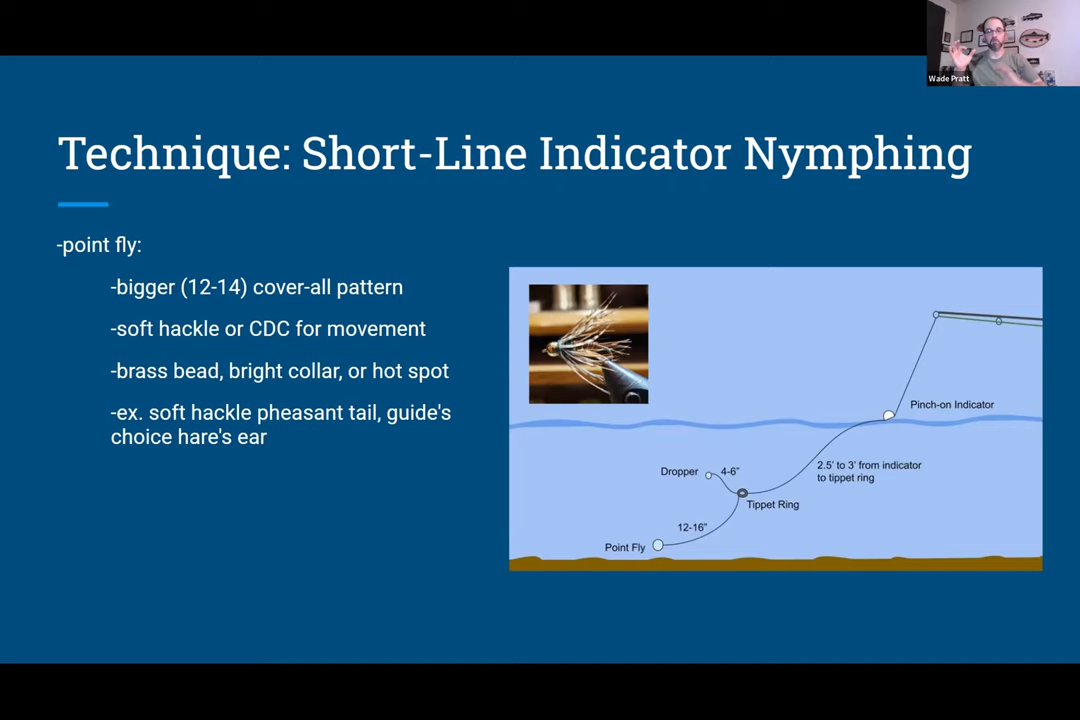 Wade Pratt
Technique: Short-Line Indicator Nymphing
-point fly:
-bigger (12-14) cover-all pattern
-soft hackle or CDC for movement
-brass bead, bright collar, or hot spot
-ex. soft hackle pheasant tail, guide's
choice hare's ear
Pinch-on Indicator
2.5' to 3' from indicator
to tippet ring
Dropper
4-6"
Tippet Ring
12-16"
Point Fly